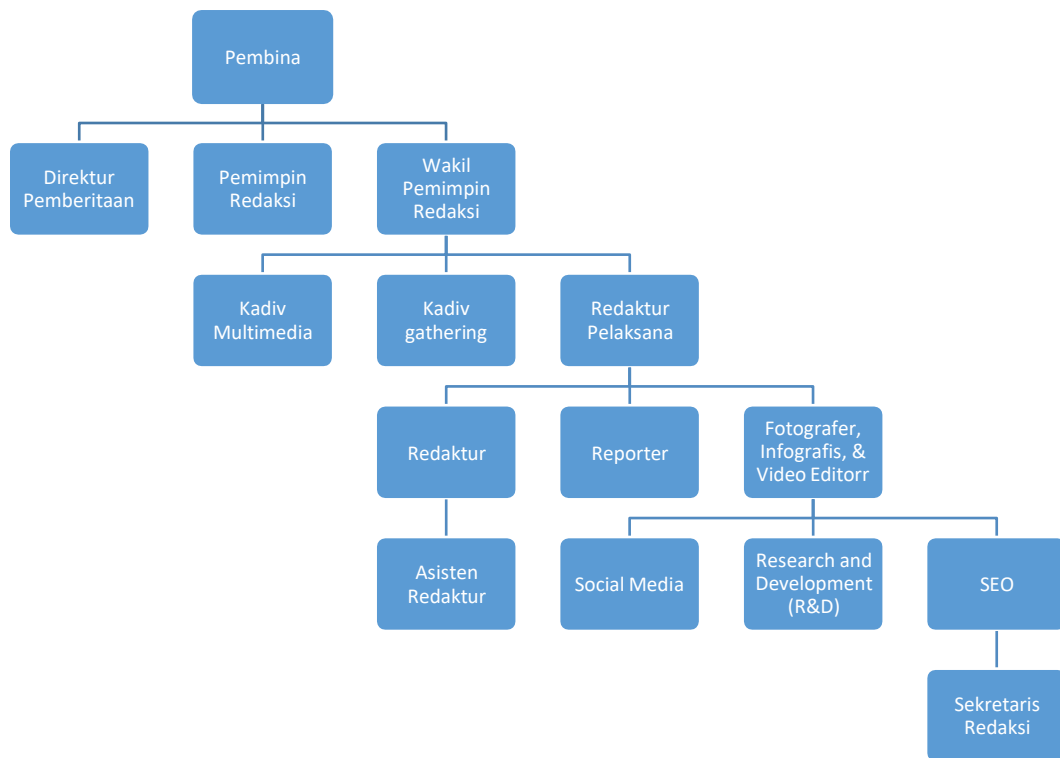 Pembina
Direktur
Pemberitaan
Pemimpin
Redaksi
Wakil
Pemimpin
Redaksi
Kadiv
Multimedia
Kadiv
gathering
Redaktur
Pelaksana
Redaktur
Reporter
Fotografer,
Infografis, &
Video Editorr
Asisten
Redaktur
Social Media
Research and
Development
(R&D)
SEO
Sekretaris
Redaksi